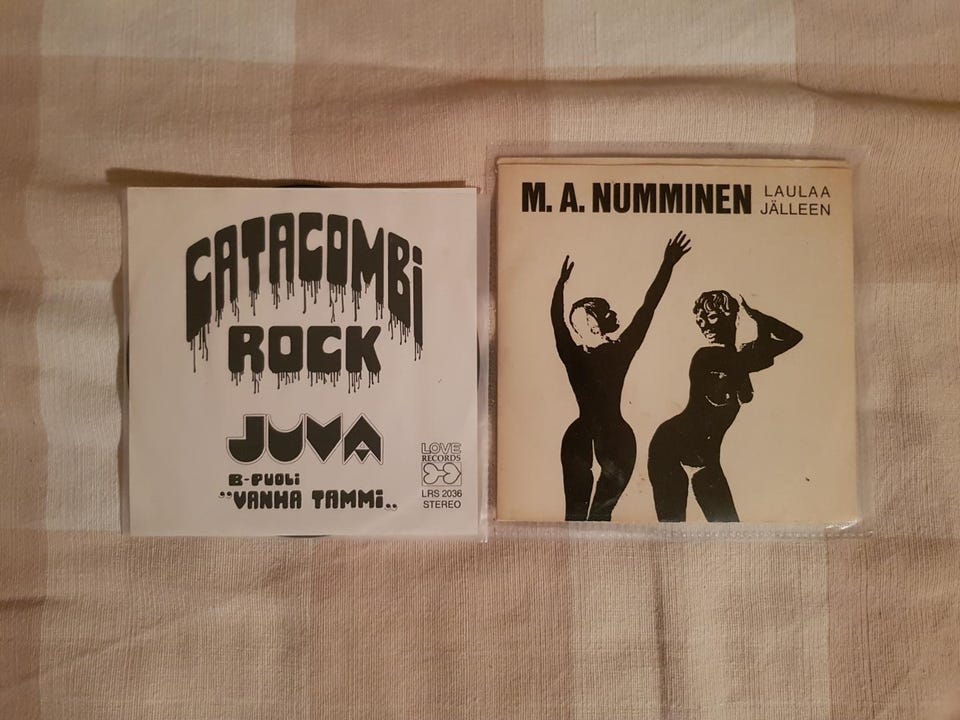 CATACOMBi
ROCK
JUVA
B-PUOLi
"VANHA TAMMi„
LOVE
RECORDS
LRS 2036
STEREO
M. A. NUMMINEN
LAULAA
JÄLLEEN